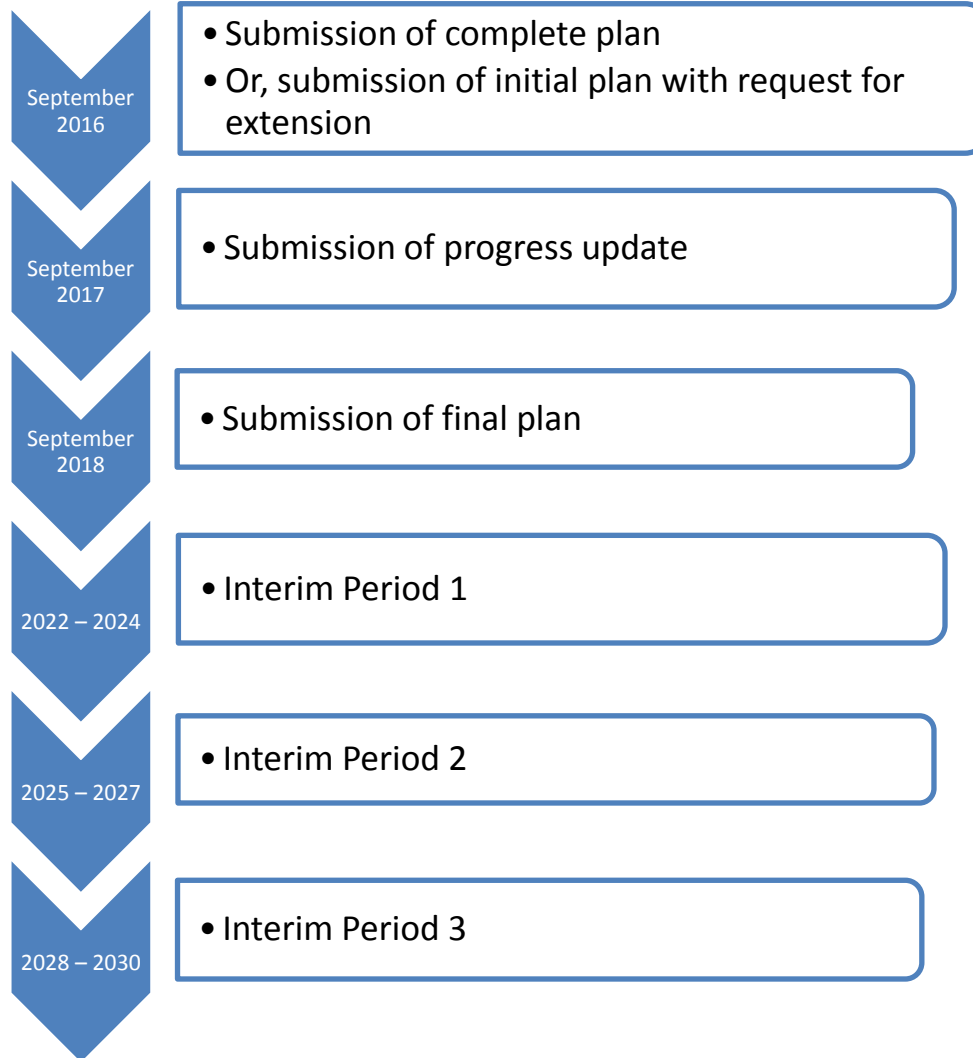 September
2016
• Submission of complete plan
• Or, submission of initial plan with request for
extension
September
2017
• Submission of progress update
September
2018
• Submission of final plan
2022 – 2024
• Interim Period 1
2025 – 2027
• Interim Period 2
2028 – 2030
• Interim Period 3